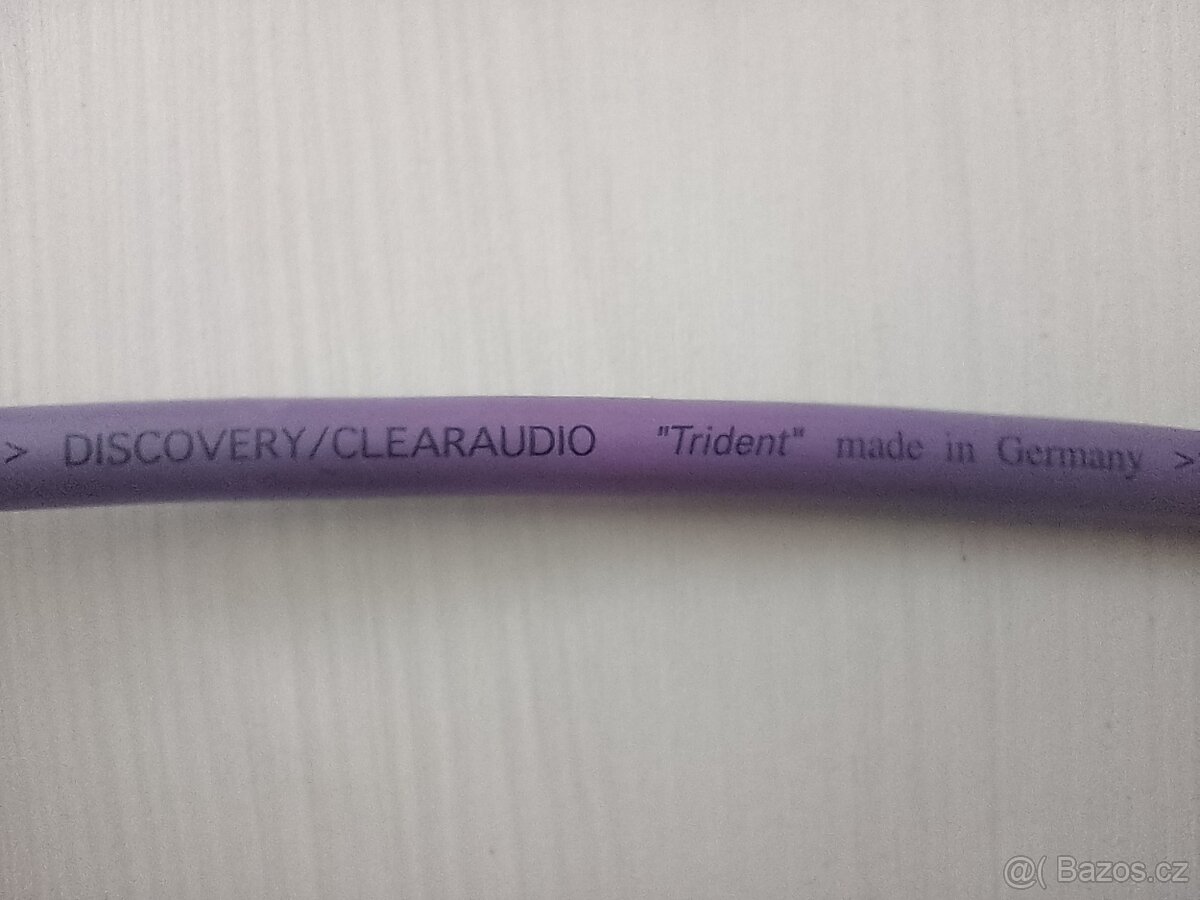 > DISCOVERY/CLEARAUDIO "Trident" made in Germany >
@( Bazos.cz